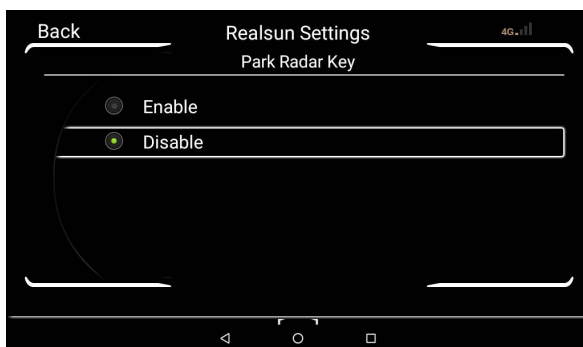 Back
Realsun Settings
4G
Park Radar Key
Enable
Disable